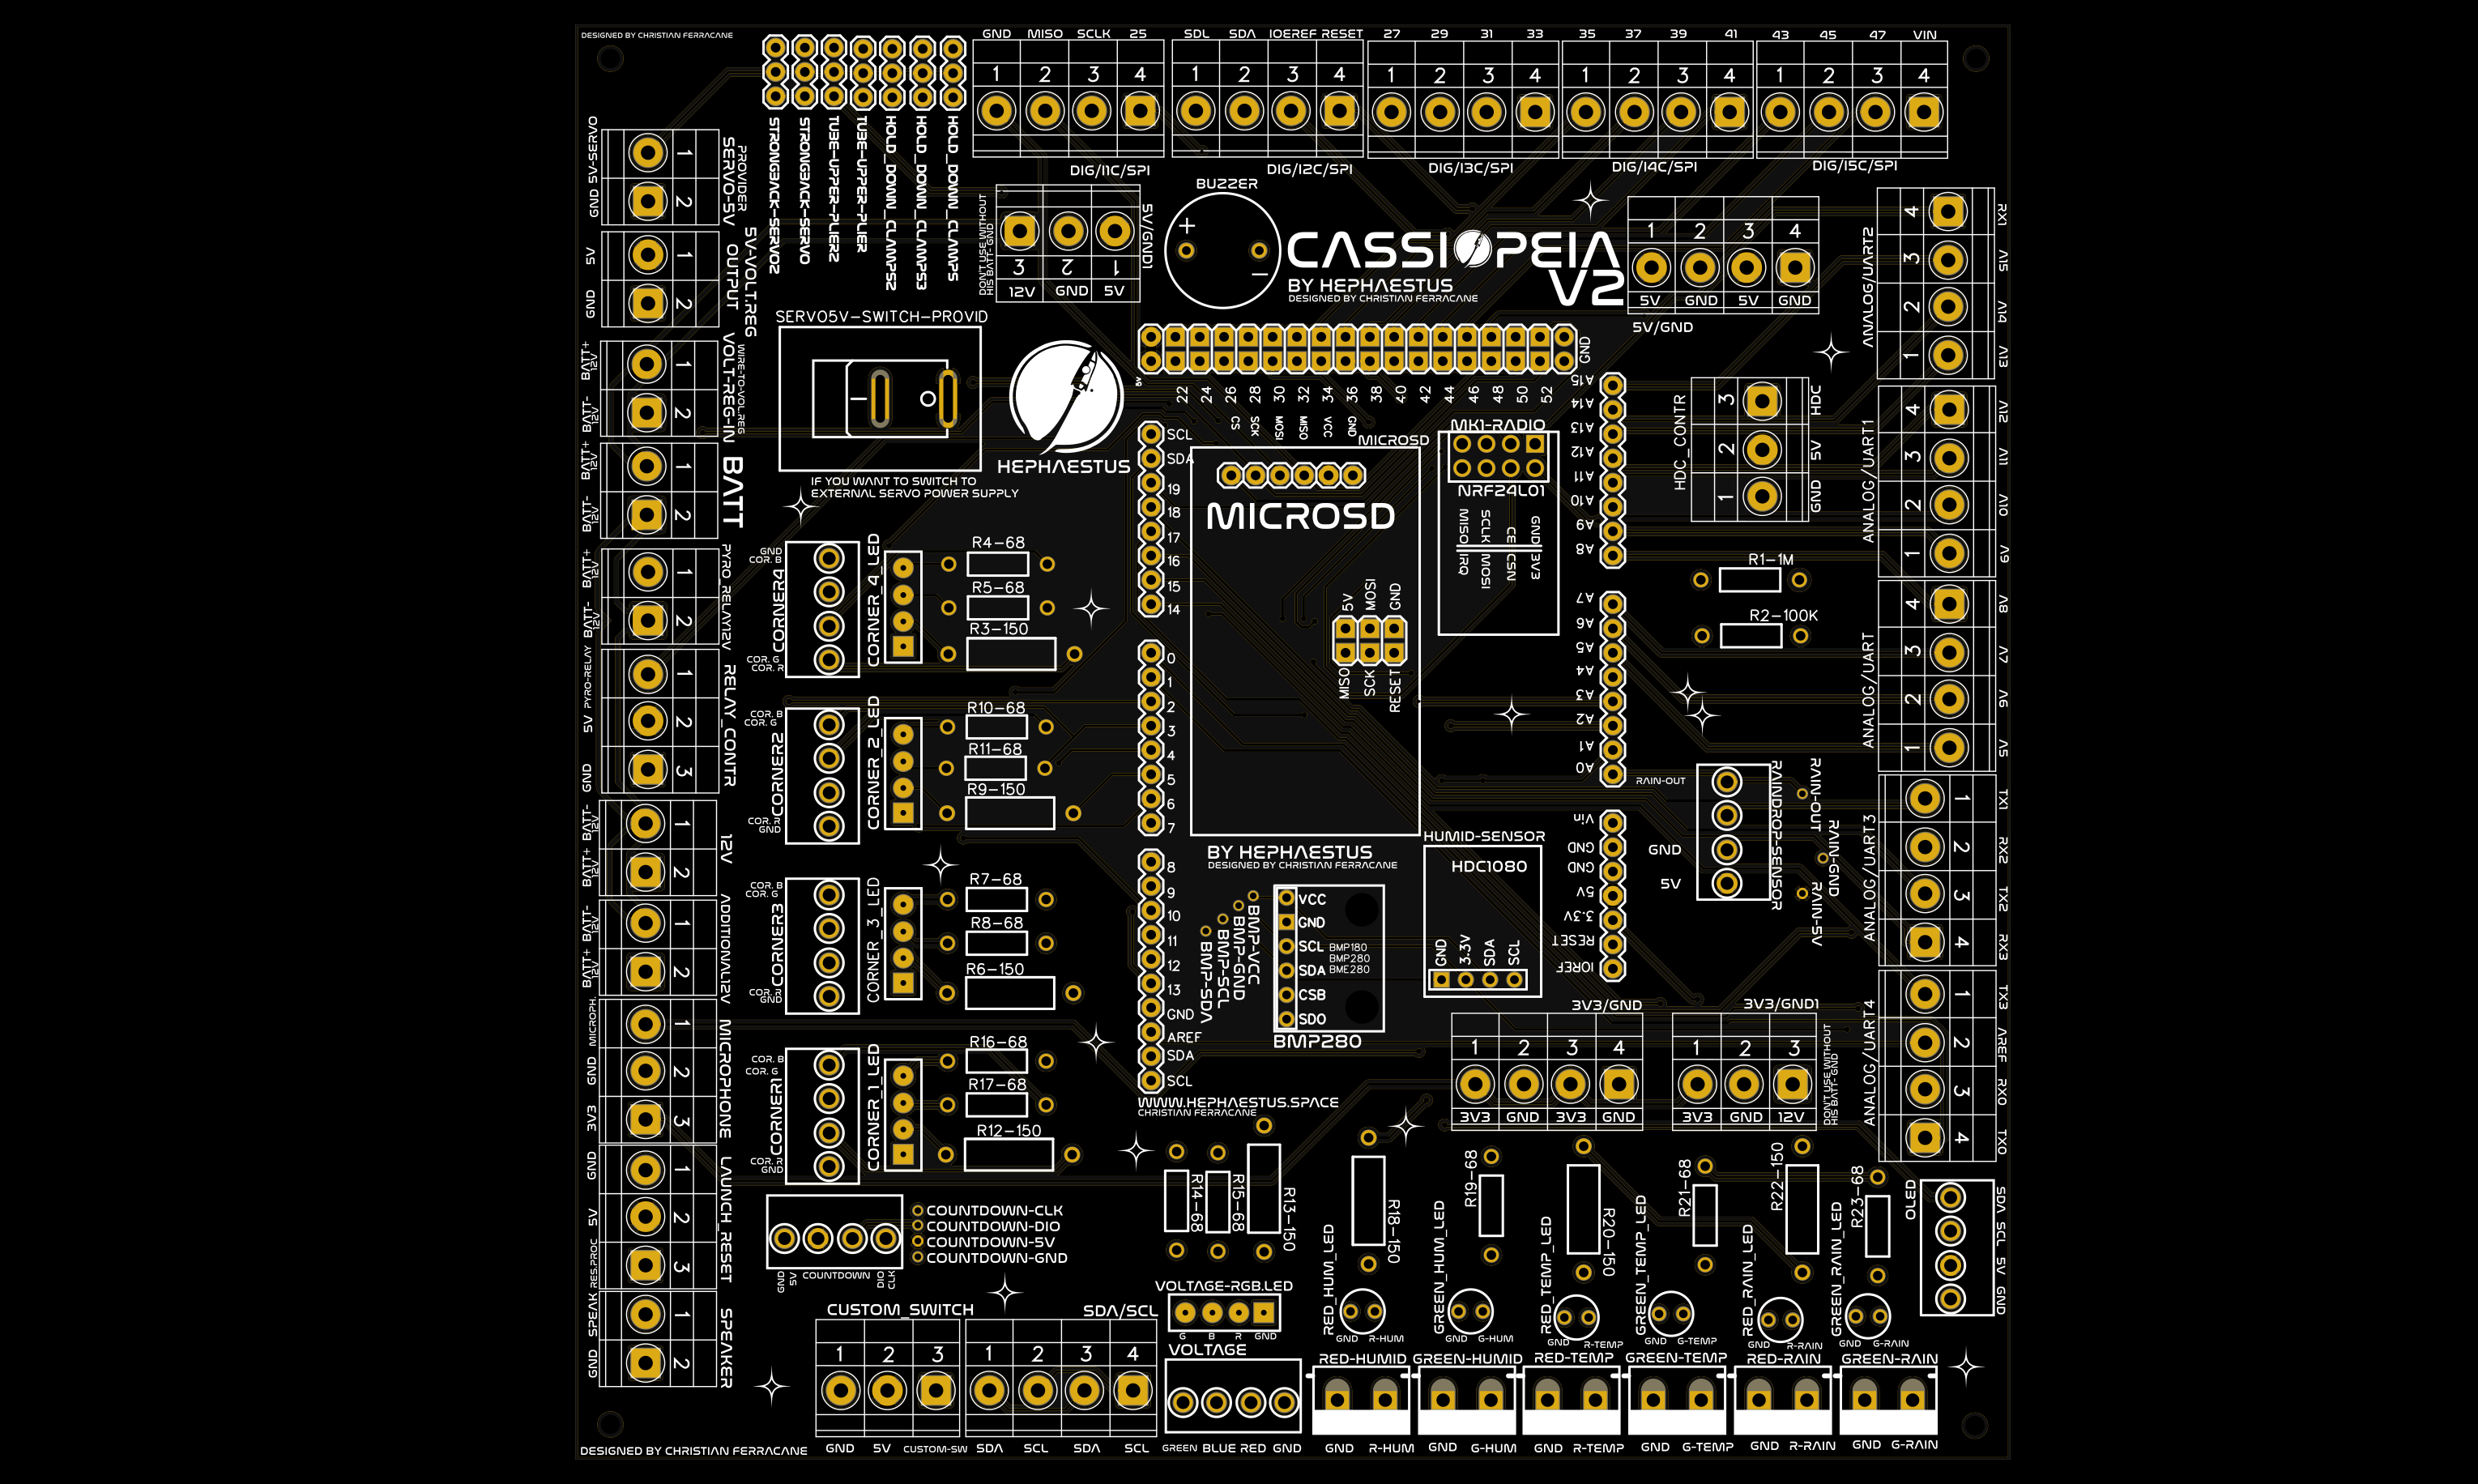 DESIGNED BY CHRISTIAN FERRACANE
GND MISO SCLK 25
1 2 3 4
DIG/I1C/SPI
SDL SDA IOEREF RESET
1 2 3 4
DIG/I2C/SPI
27 29 31 33
1 2 3 4
DIG/I3C/SPI
35 37 39 41
1 2 3 4
DIG/I4C/SPI
43 45 47 VIN
1 2 3 4
DIG/I5C/SPI
STRONGBACK-SERVO2
STRONGBACK-SERVO
TUBE-UPPER-PLIER2
TUBE-UPPER-PLIER
HOLD_DOWN_CLAMPS2
HOLD_DOWN_CLAMPS3
HOLD_DOWN_CLAMPS
5V-SERVO
GND
1
2
SERVO-5V
PROVIDER
5V
GND
1
2
OUTPUT
5V-VOLT.REG
BATT+
12V
BATT-
12V
1
2
VOLT-REG-IN
WIRE-TO-VOL.REG
BATT+
12V
BATT-
12V
1
2
BATT
BATT+
12V
BATT-
12V
1
2
PYRO_RELAY12V
PYRO-RELAY
5V
GND
1
2
3
RELAY_CONTR
BATT-
12V
BATT+
12V
1
2
12V
BATT-
12V
BATT+
12V
1
2
ADDITIONAL12V
MICROPH.
GND
3V3
1
2
3
MICROPHONE
GND
5V
RES.PROC
1
2
3
LAUNCH_RESET
SPEAK
GND
1
2
SPEAKER
DESIGNED BY CHRISTIAN FERRACANE
DON'T USE WITHOUT
HIS BATT-GND
3 2 1
12V GND 5V
5V/GND1
BUZZER
+
−
CASSIOPEIA
V2
BY HEPHAESTUS
DESIGNED BY CHRISTIAN FERRACANE
1 2 3 4
5V GND 5V GND
5V/GND
SERVO5V-SWITCH-PROVID
IF YOU WANT TO SWITCH TO
EXTERNAL SERVO POWER SUPPLY
HEPHAESTUS
5V
22 24 26 28 30 32 34 36 38 40 42 44 46 48 50 52
GND
CS SCK MOSI MISO VCC GND
MICROSD
MICROSD
SCL
SDA
19
18
17
16
15
14
0
1
2
3
4
5
6
7
8
9
10
11
12
13
GND
AREF
SDA
SCL
MK1-RADIO
NRF24L01
MISO SCLK CE GND
IRQ MOSI CSN 3V3
5V MOSI GND
MISO SCK RESET
A15
A14
A13
A12
A11
A10
A9
A8
A7
A6
A5
A4
A3
A2
A1
A0
Vin
GND
GND
5V
3.3V
RESET
IOREF
HDC_CONTR
3
2
1
HDC
5V
GND
R1-1M
R2-100K
ANALOG/UART2
4
3
2
1
RX1
A15
A14
A13
ANALOG/UART1
4
3
2
1
A12
A11
A10
A9
ANALOG/UART
4
3
2
1
A8
A7
A6
A5
ANALOG/UART3
1
2
3
4
TX1
RX2
TX2
RX3
ANALOG/UART4
1
2
3
4
TX3
AREF
RX0
TX0
RAIN-OUT
GND
5V
RAINDROP-SENSOR
RAIN-OUT
RAIN-GND
RAIN-5V
GND
COR. B
CORNER4
COR. G
COR. R
CORNER_4_LED
R4-68
R5-68
R3-150
COR. B
COR. G
CORNER2
COR. R
GND
CORNER_2_LED
R10-68
R11-68
R9-150
COR. B
COR. G
CORNER3
COR. R
GND
CORNER_3_LED
R7-68
R8-68
R6-150
COR. B
COR. G
CORNER1
COR. R
GND
CORNER_1_LED
R16-68
R17-68
R12-150
BY HEPHAESTUS
DESIGNED BY CHRISTIAN FERRACANE
BMP-VCC
BMP-GND
BMP-SCL
BMP-SDA
VCC
GND
SCL
SDA
CSB
SDO
BMP180
BMP280
BME280
BMP280
HUMID-SENSOR
HDC1080
GND 3.3V SDA SCL
3V3/GND
1 2 3 4
3V3 GND 3V3 GND
3V3/GND1
1 2 3
3V3 GND 12V
DON'T USE WITHOUT
HIS BATT-GND
WWW.HEPHAESTUS.SPACE
CHRISTIAN FERRACANE
COUNTDOWN-CLK
COUNTDOWN-DIO
COUNTDOWN-5V
COUNTDOWN-GND
GND 5V COUNTDOWN DIO CLK
R14-68
R15-68
R13-150
R18-150
R19-68
R20-150
R21-68
R22-150
R23-68
VOLTAGE-RGB.LED
G B R GND
VOLTAGE
GREEN BLUE RED GND
CUSTOM_SWITCH
1 2 3
GND 5V CUSTOM-SW
SDA/SCL
1 2 3 4
SDA SCL SDA SCL
RED_HUM_LED
GND R-HUM
GREEN_HUM_LED
GND G-HUM
RED_TEMP_LED
GND R-TEMP
GREEN_TEMP_LED
GND G-TEMP
RED_RAIN_LED
GND R-RAIN
GREEN_RAIN_LED
GND G-RAIN
OLED
SDA SCL 5V GND
RED-HUMID
GND R-HUM
GREEN-HUMID
GND G-HUM
RED-TEMP
GND R-TEMP
GREEN-TEMP
GND G-TEMP
RED-RAIN
GND R-RAIN
GREEN-RAIN
GND G-RAIN